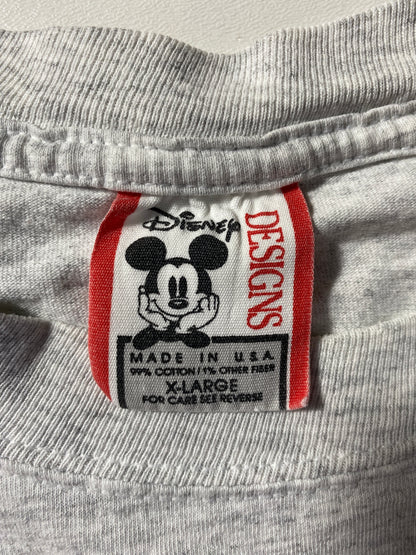 Disney
DESIGNS
MADE IN U.S.A.
99% COTTON / 1% OTHER FIBER
X-LARGE
FOR CARE SEE REVERSE